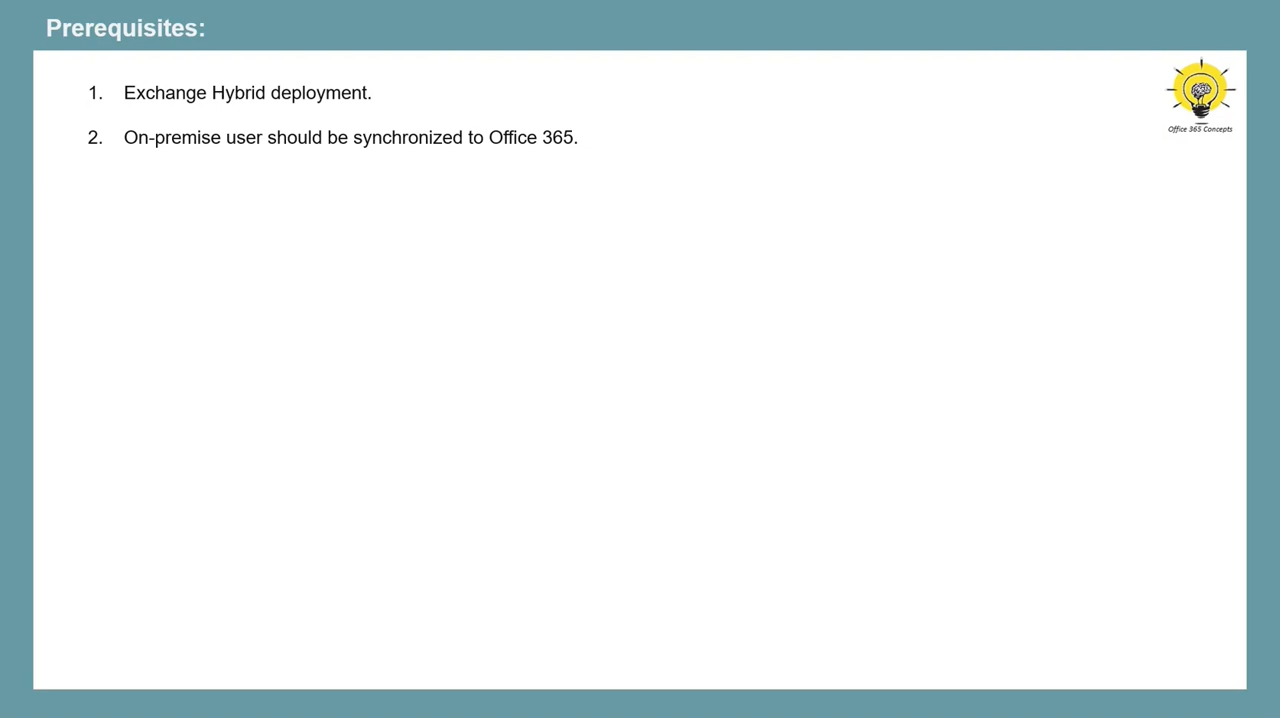 Prerequisites:
1. Exchange Hybrid deployment.
2. On-premise user should be synchronized to Office 365.
Office 365 Concepts